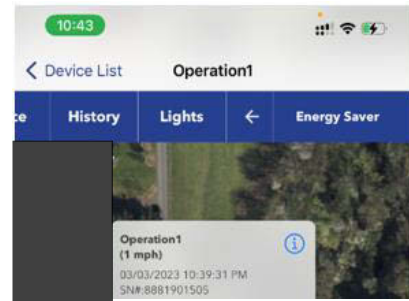 10:43
Device List Operation1
ce History Lights ← Energy Saver
Operation1
(1 mph)
03/03/2023 10:39:31 PM
SN#:8881901505